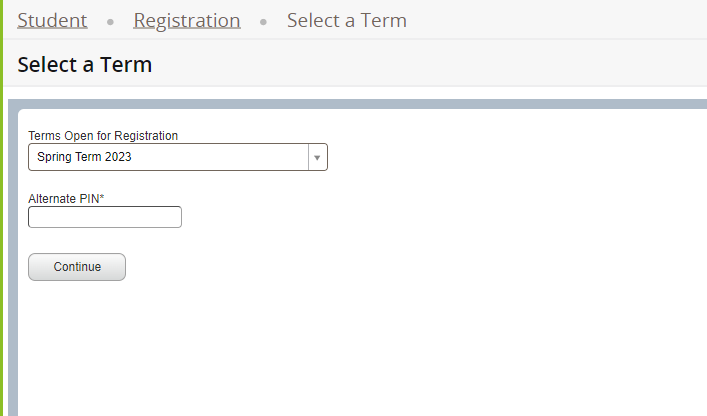 Student • Registration • Select a Term
Select a Term
Terms Open for Registration
Spring Term 2023
Alternate PIN*
Continue